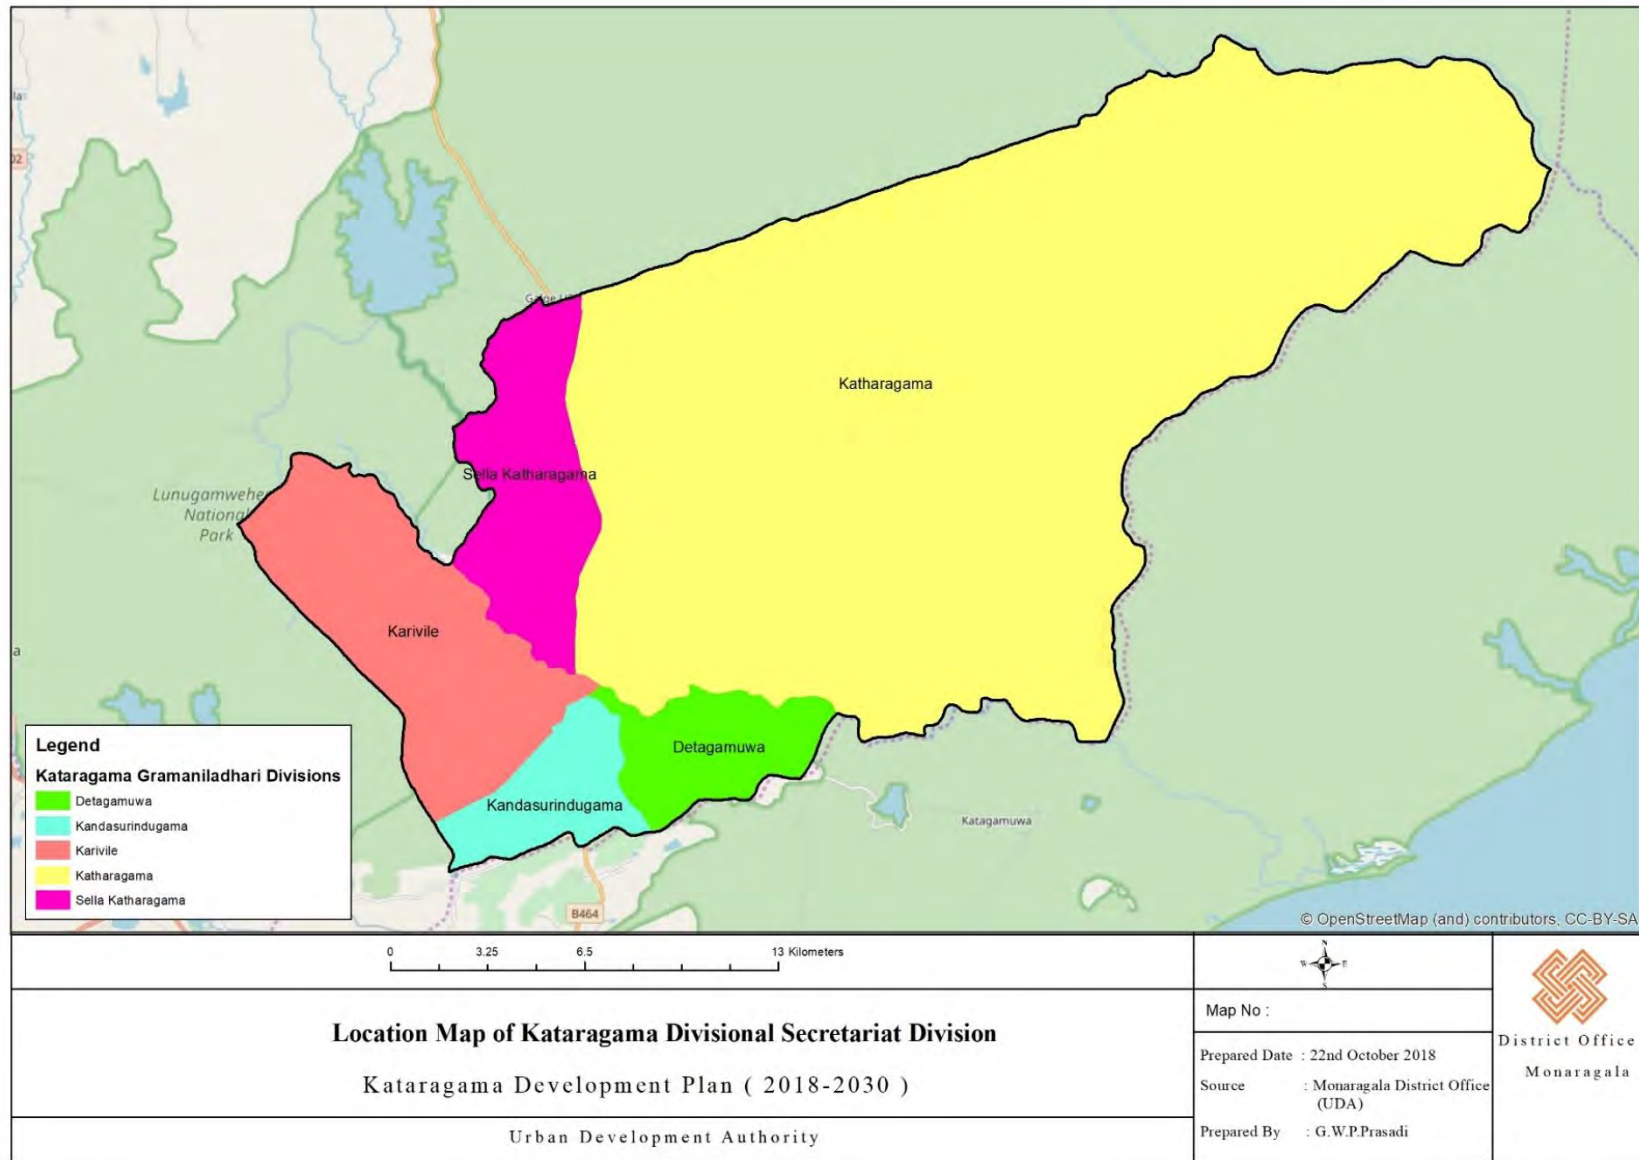 Galge
Katharagama
Sella Katharagama
Lunugamwehe
National
Park
Karivile
Detagamuwa
Kandasurindugama
Katagamuwa
B464
© OpenStreetMap (and) contributors, CC-BY-SA
Legend
Kataragama Gramaniladhari Divisions
Detagamuwa
Kandasurindugama
Karivile
Katharagama
Sella Katharagama
0 3.25 6.5 13 Kilometers
N
W E
S
Location Map of Kataragama Divisional Secretariat Division
Kataragama Development Plan ( 2018-2030 )
Urban Development Authority
Map No :
Prepared Date : 22nd October 2018
Source : Monaragala District Office
(UDA)
Prepared By : G.W.P.Prasadi
District Office
Monaragala